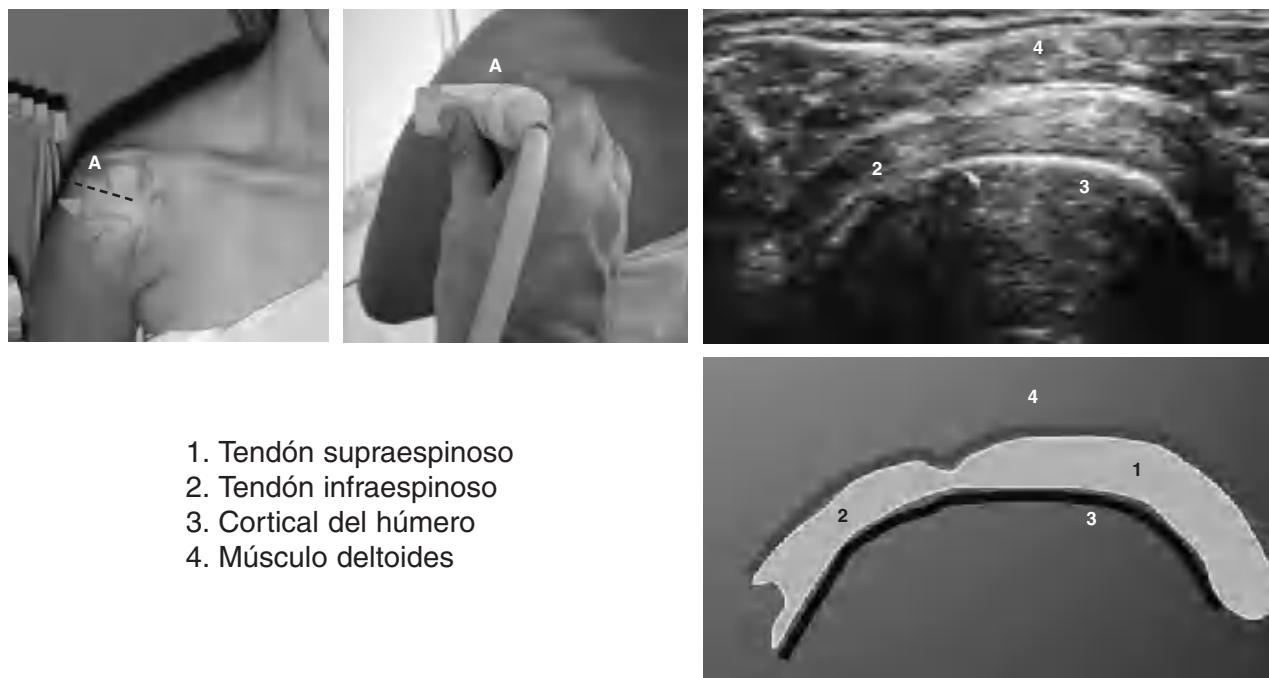 A
A
4
2
3
1. Tendón supraespinoso
2. Tendón infraespinoso
3. Cortical del húmero
4. Músculo deltoides
4
1
2
3